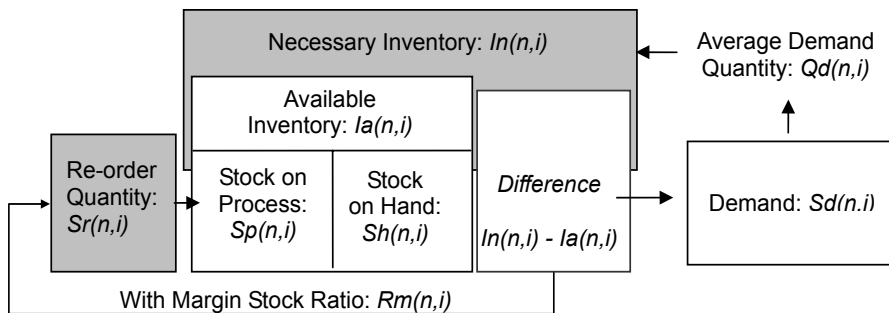 Necessary Inventory: In(n,i)
Average Demand
Quantity: Qd(n,i)
Available
Inventory: Ia(n,i)
Re-order
Quantity:
Sr(n,i)
Stock on
Process:
Sp(n,i)
Stock
on Hand:
Sh(n,i)
Difference
In(n,i) - Ia(n,i)
Demand: Sd(n.i)
With Margin Stock Ratio: Rm(n,i)